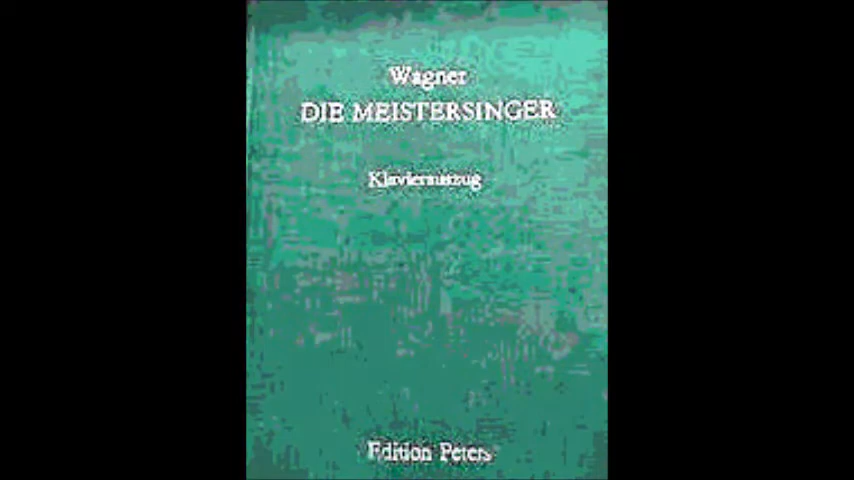 Wagner
DIE MEISTERSINGER
Klavierauszug
Edition Peters